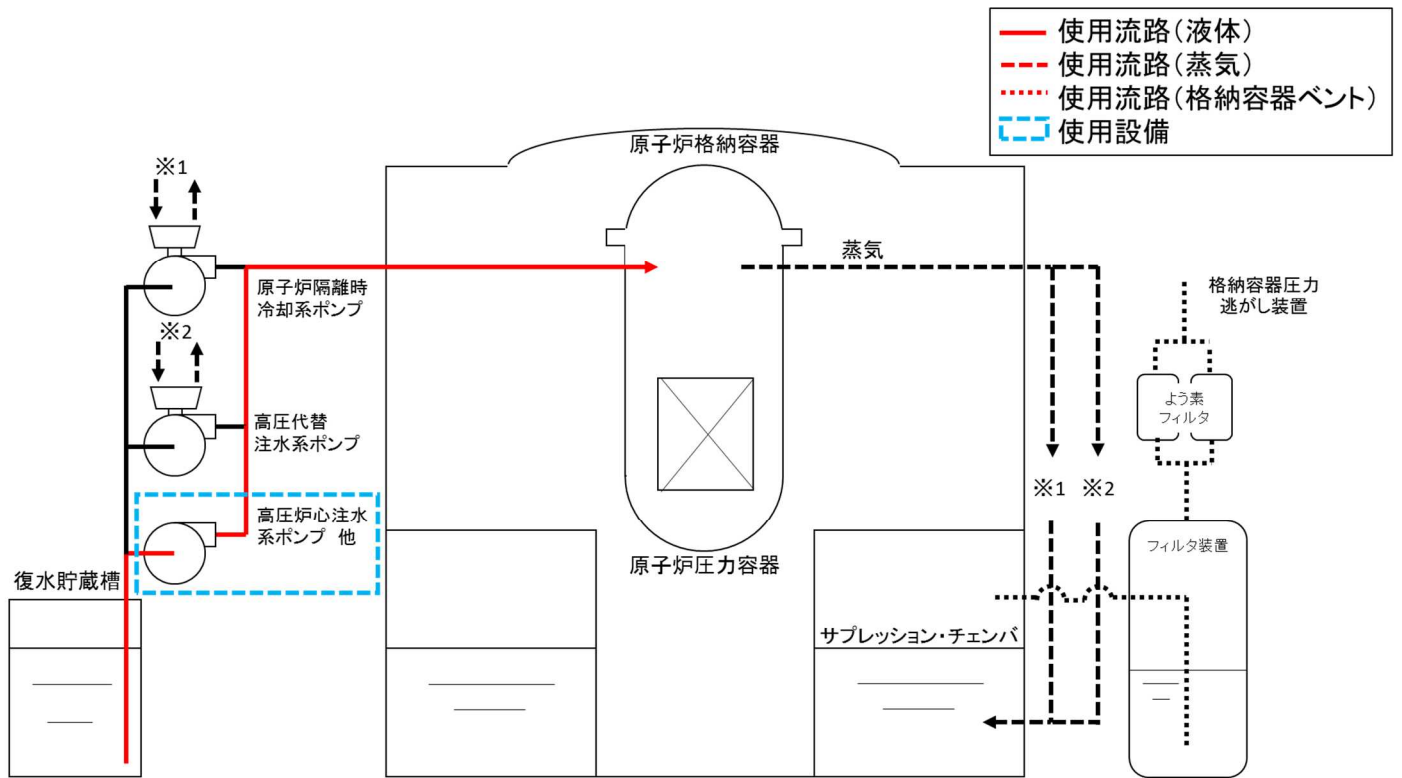 使用流路(液体)
使用流路(蒸気)
使用流路(格納容器ベント)
使用設備
原子炉格納容器
※1
蒸気
原子炉隔離時
冷却系ポンプ
格納容器圧力
逃がし装置
※2
よう素
フィルタ
高圧代替
注水系ポンプ
※1
※2
高圧炉心注水
系ポンプ 他
フィルタ装置
原子炉圧力容器
復水貯蔵槽
サプレッション・チェンバ